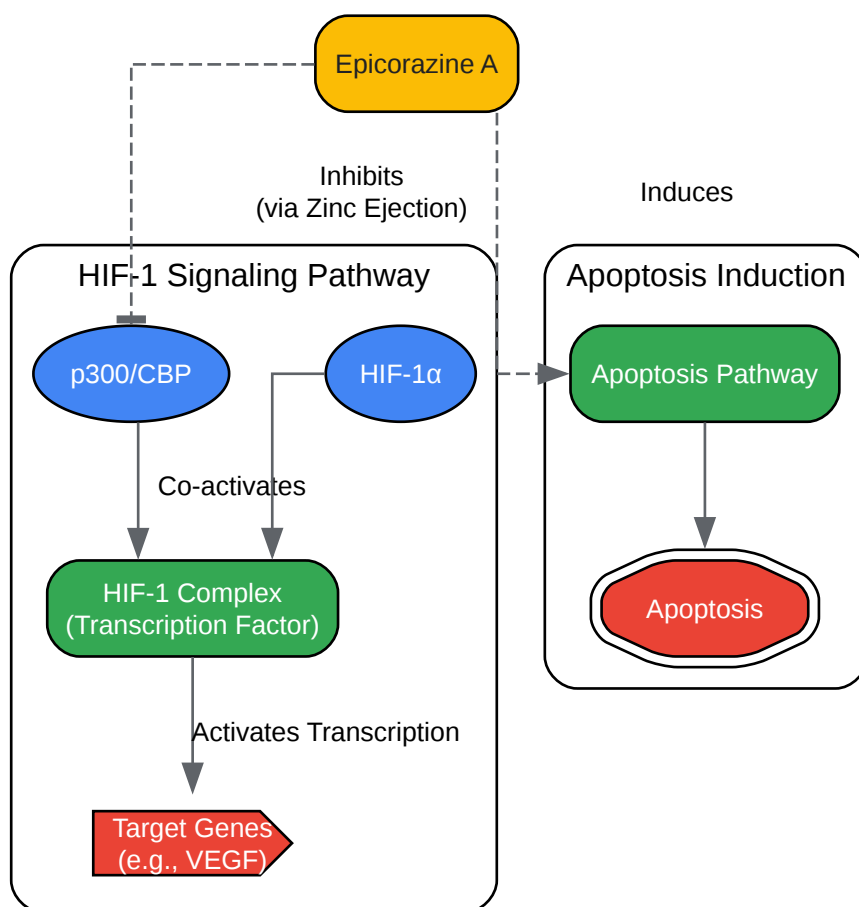 Epicorazine A
Inhibits
(via Zinc Ejection)
Induces
HIF-1 Signaling Pathway
Apoptosis Induction
p300/CBP
HIF-1α
Apoptosis Pathway
Co-activates
HIF-1 Complex
(Transcription Factor)
Apoptosis
Activates Transcription
Target Genes
(e.g., VEGF)